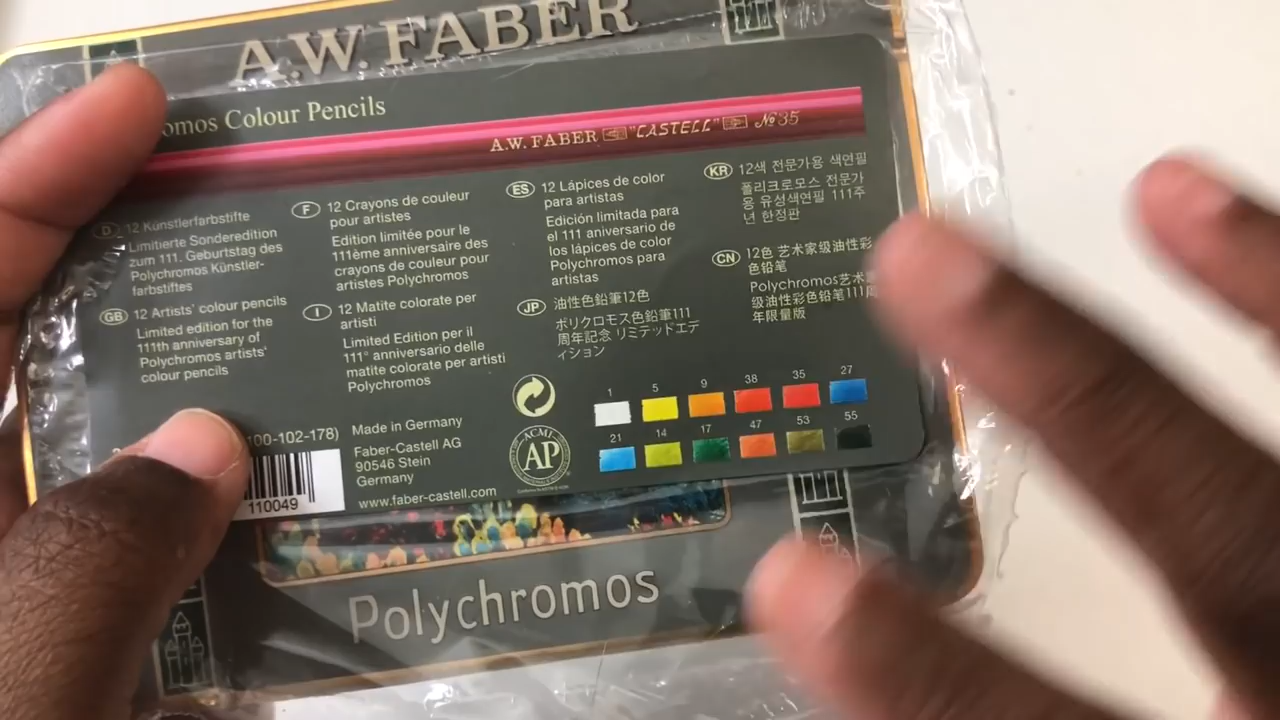 A.W. FABER
Colour Pencils
A.W. FABER "CASTELL" No 35
D 12 Künstlerfarbstifte
Limitierte Sonderedition
zum 111. Geburtstag des
Polychromos Künstler-
farbstiftes
GB 12 Artists' colour pencils
Limited edition for the
111th anniversary of
Polychromos artists'
colour pencils
F 12 Crayons de couleur
pour artistes
Edition limitée pour le
111ème anniversaire des
crayons de couleur pour
artistes Polychromos
I 12 Matite colorate per
artisti
Limited Edition per il
111° anniversario delle
matite colorate per artisti
Polychromos
ES 12 Lápices de color
para artistas
Edición limitada para
el 111 aniversario de
los lápices de color
Polychromos para
artistas
JP 油性色鉛筆12色
ポリクロモス色鉛筆111
周年記念 リミテッドエデ
ィション
KR 12색 전문가용 색연필
폴리크로모스 전문가
용 유성색연필 111주
년 한정판
CN 12色 艺术家级油性彩
色铅笔
Polychromos艺术
级油性彩色铅笔111周
年限量版
100-102-178)
110049
Made in Germany
Faber-Castell AG
90546 Stein
Germany
www.faber-castell.com
ACMI
AP
1 5 9 38 35 27
21 14 17 47 53 55
Polychromos